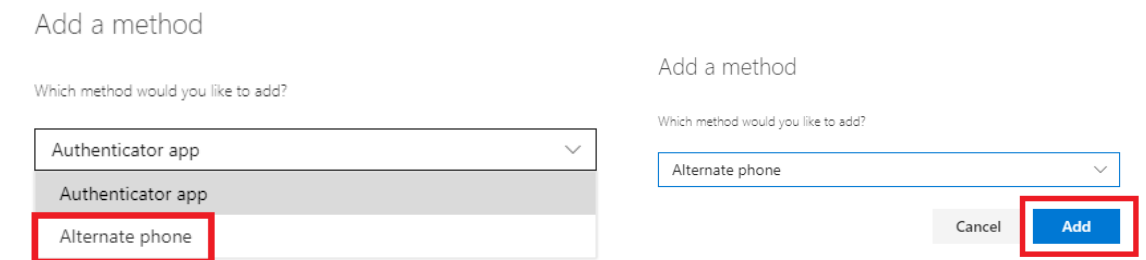 Add a method
Which method would you like to add?
Authenticator app
Authenticator app
Alternate phone
Add a method
Which method would you like to add?
Alternate phone
Cancel Add